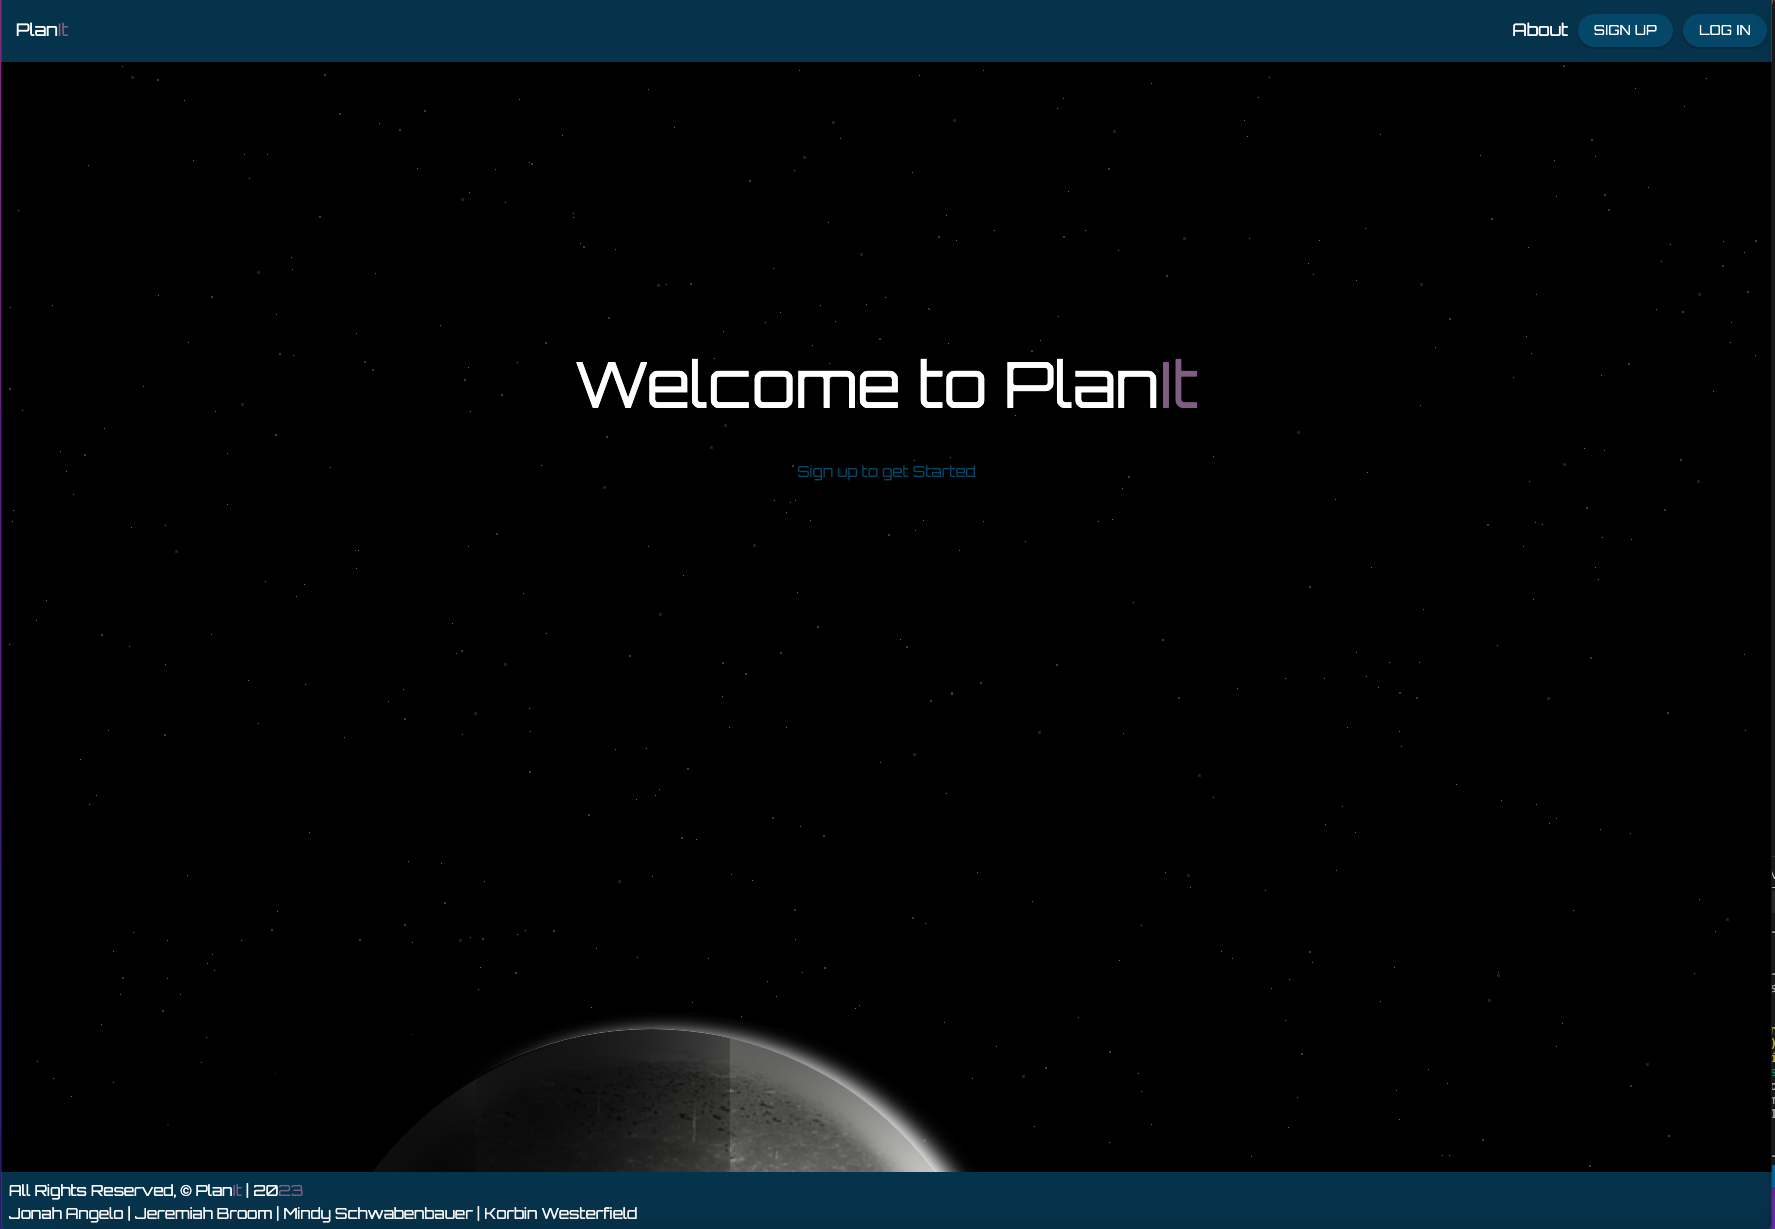 PlanIt
About SIGN UP LOG IN
Welcome to PlanIt
Sign up to get Started
All Rights Reserved, © PlanIt | 2023
Jonah Angelo | Jeremiah Broom | Mindy Schwabenbauer | Korbin Westerfield